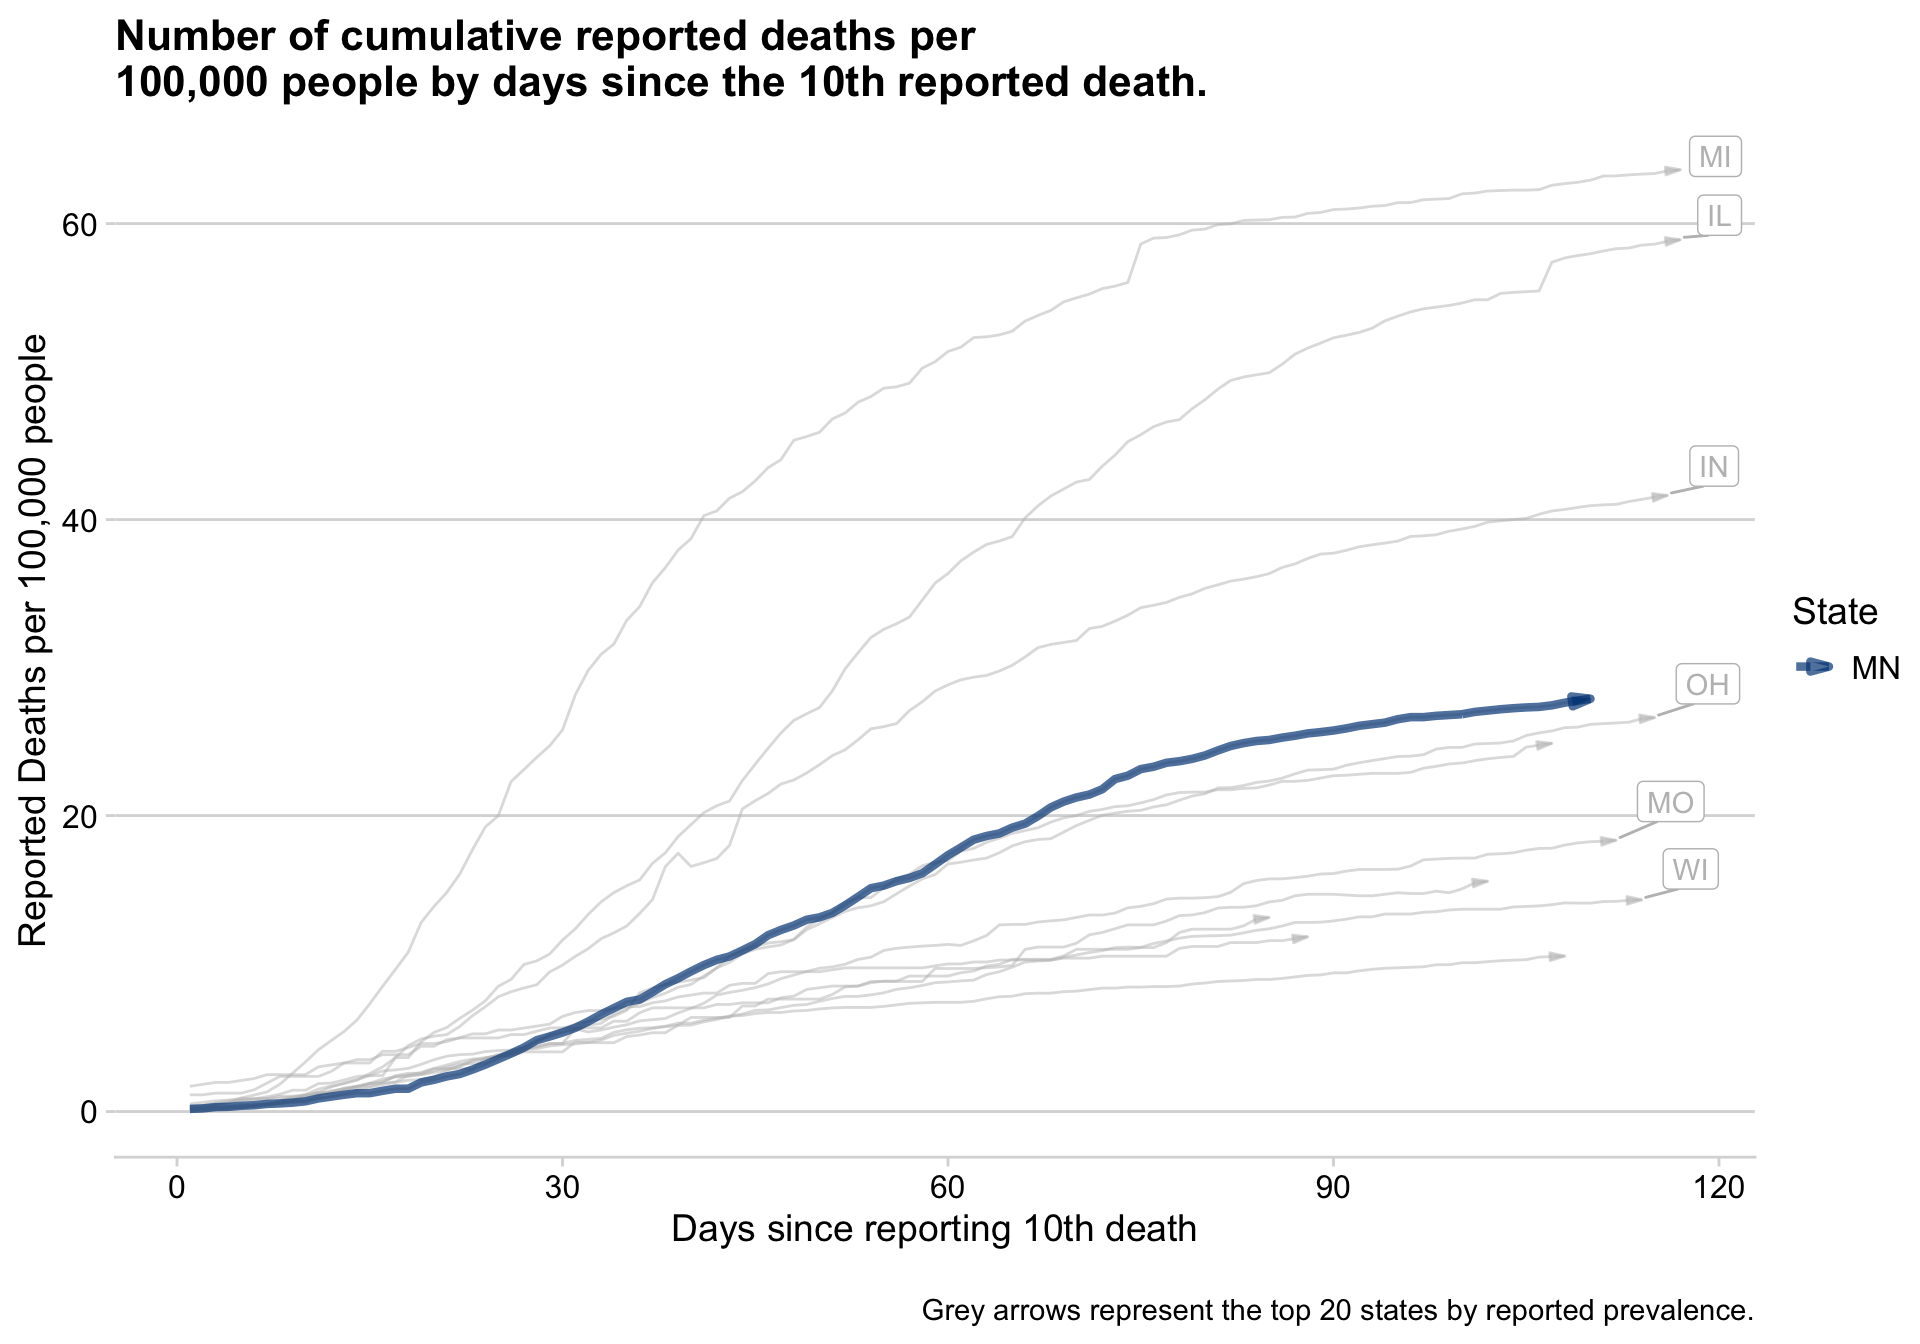 Number of cumulative reported deaths per
100,000 people by days since the 10th reported death.
Reported Deaths per 100,000 people
60
40
20
0
MI
IL
IN
OH
MO
WI
State
MN
0 30 60 90 120
Days since reporting 10th death
Grey arrows represent the top 20 states by reported prevalence.